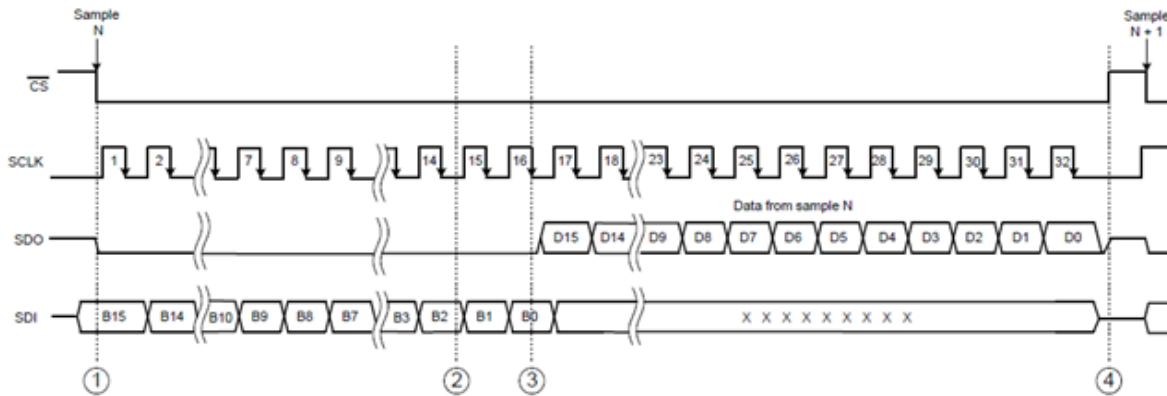 Sample
N
Sample
N + 1
CS
SCLK 1 2 7 8 9 14 15 16 17 18 23 24 25 26 27 28 29 30 31 32
Data from sample N
SDO D15 D14 D9 D8 D7 D6 D5 D4 D3 D2 D1 D0
SDI B15 B14 B10 B9 B8 B7 B3 B2 B1 B0 X X X X X X X X X
1 2 3 4